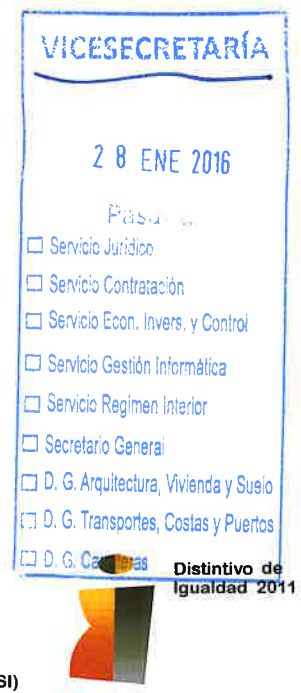 VICESECRETARÍA
2 8 ENE 2016
☐ Servicio Jurídico
☐ Servicio Contratación
☐ Servicio Econ. Invers. y Control
☐ Servicio Gestión Informática
☐ Servicio Regimen Interior
☐ Secretario General
☐ D. G. Arquitectura, Vivienda y Suelo
☐ D. G. Transportes, Costas y Puertos
☐ D. G.
Distintivo de
Igualdad 2011
SI)